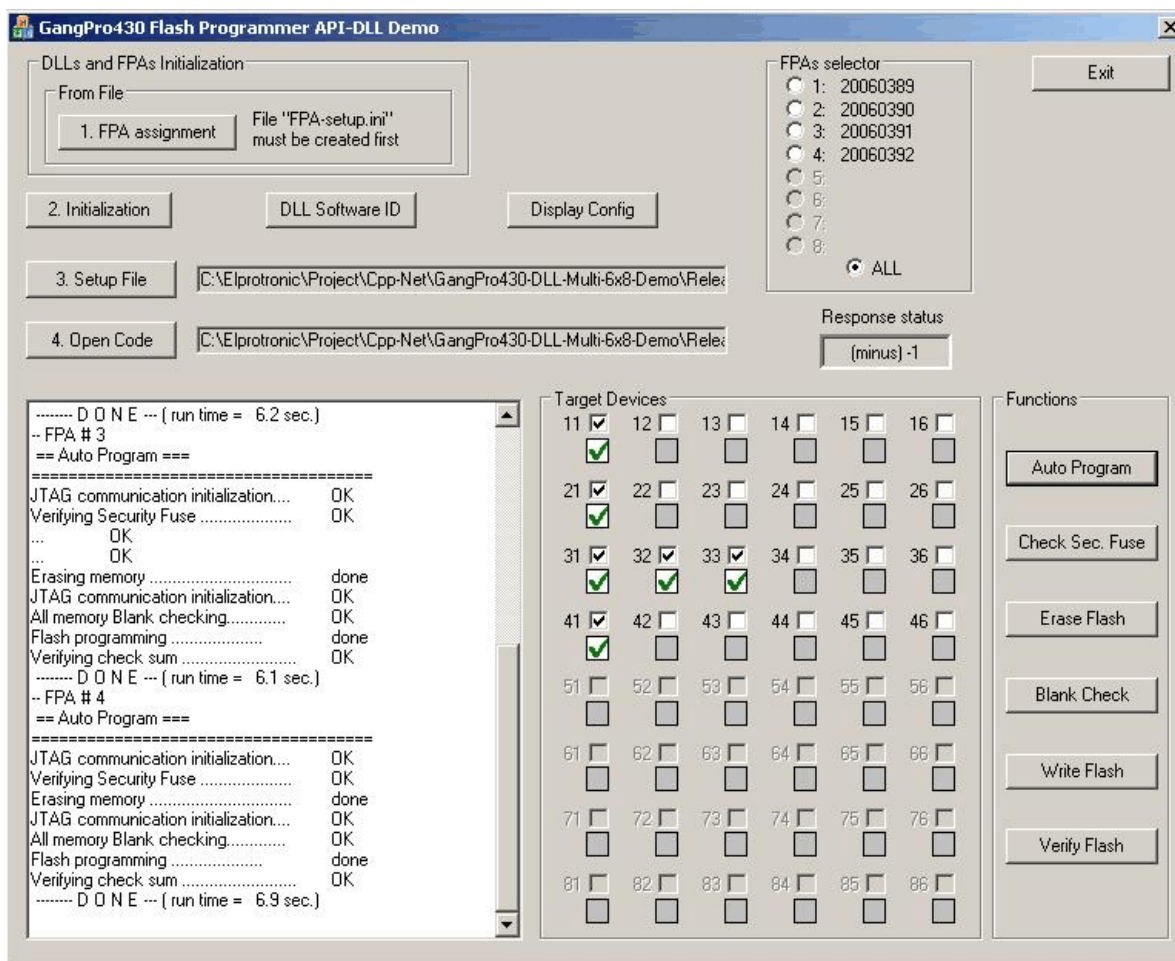 GangPro430 Flash Programmer API-DLL Demo
DLLs and FPAs Initialization
From File
1. FPA assignment
File "FPA-setup.ini"
must be created first
FPAs selector
1: 20060389
2: 20060390
3: 20060391
4: 20060392
5:
6:
7:
8:
ALL
Exit
2. Initialization
DLL Software ID
Display Config
3. Setup File
C:\Elprotronic\Project\Cpp-Net\GangPro430-DLL-Multi-6x8-Demo\Relea
4. Open Code
C:\Elprotronic\Project\Cpp-Net\GangPro430-DLL-Multi-6x8-Demo\Relea
Response status
(minus) -1
-------- D O N E --- ( run time = 6.2 sec.)
-- FPA # 3
== Auto Program ===
=====================================
JTAG communication initialization.... OK
Verifying Security Fuse .................... OK
... OK
... OK
Erasing memory ............................... done
JTAG communication initialization.... OK
All memory Blank checking............. OK
Flash programming .................... done
Verifying check sum ......................... OK
-------- D O N E --- ( run time = 6.1 sec.)
-- FPA # 4
== Auto Program ===
=====================================
JTAG communication initialization.... OK
Verifying Security Fuse .................... OK
Erasing memory ............................... done
JTAG communication initialization.... OK
All memory Blank checking............. OK
Flash programming .................... done
Verifying check sum ......................... OK
-------- D O N E --- ( run time = 6.9 sec.)
Target Devices
11 12 13 14 15 16
21 22 23 24 25 26
31 32 33 34 35 36
41 42 43 44 45 46
51 52 53 54 55 56
61 62 63 64 65 66
71 72 73 74 75 76
81 82 83 84 85 86
Functions
Auto Program
Check Sec. Fuse
Erase Flash
Blank Check
Write Flash
Verify Flash